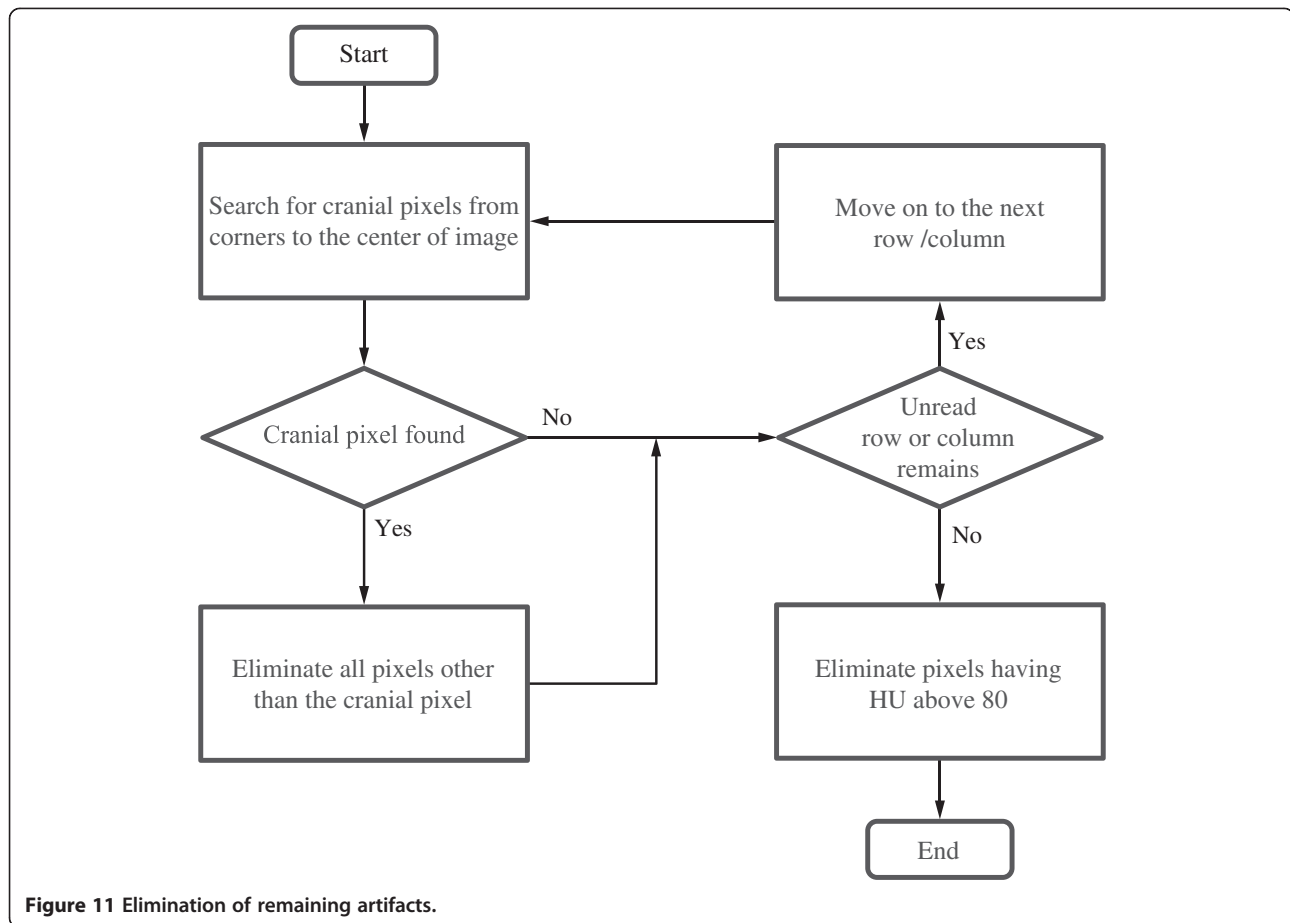 Start
Search for cranial pixels from
corners to the center of image
Move on to the next
row /column
Yes
Cranial pixel found
No
Unread
row or column
remains
Yes
No
Eliminate all pixels other
than the cranial pixel
Eliminate pixels having
HU above 80
End
Figure 11 Elimination of remaining artifacts.